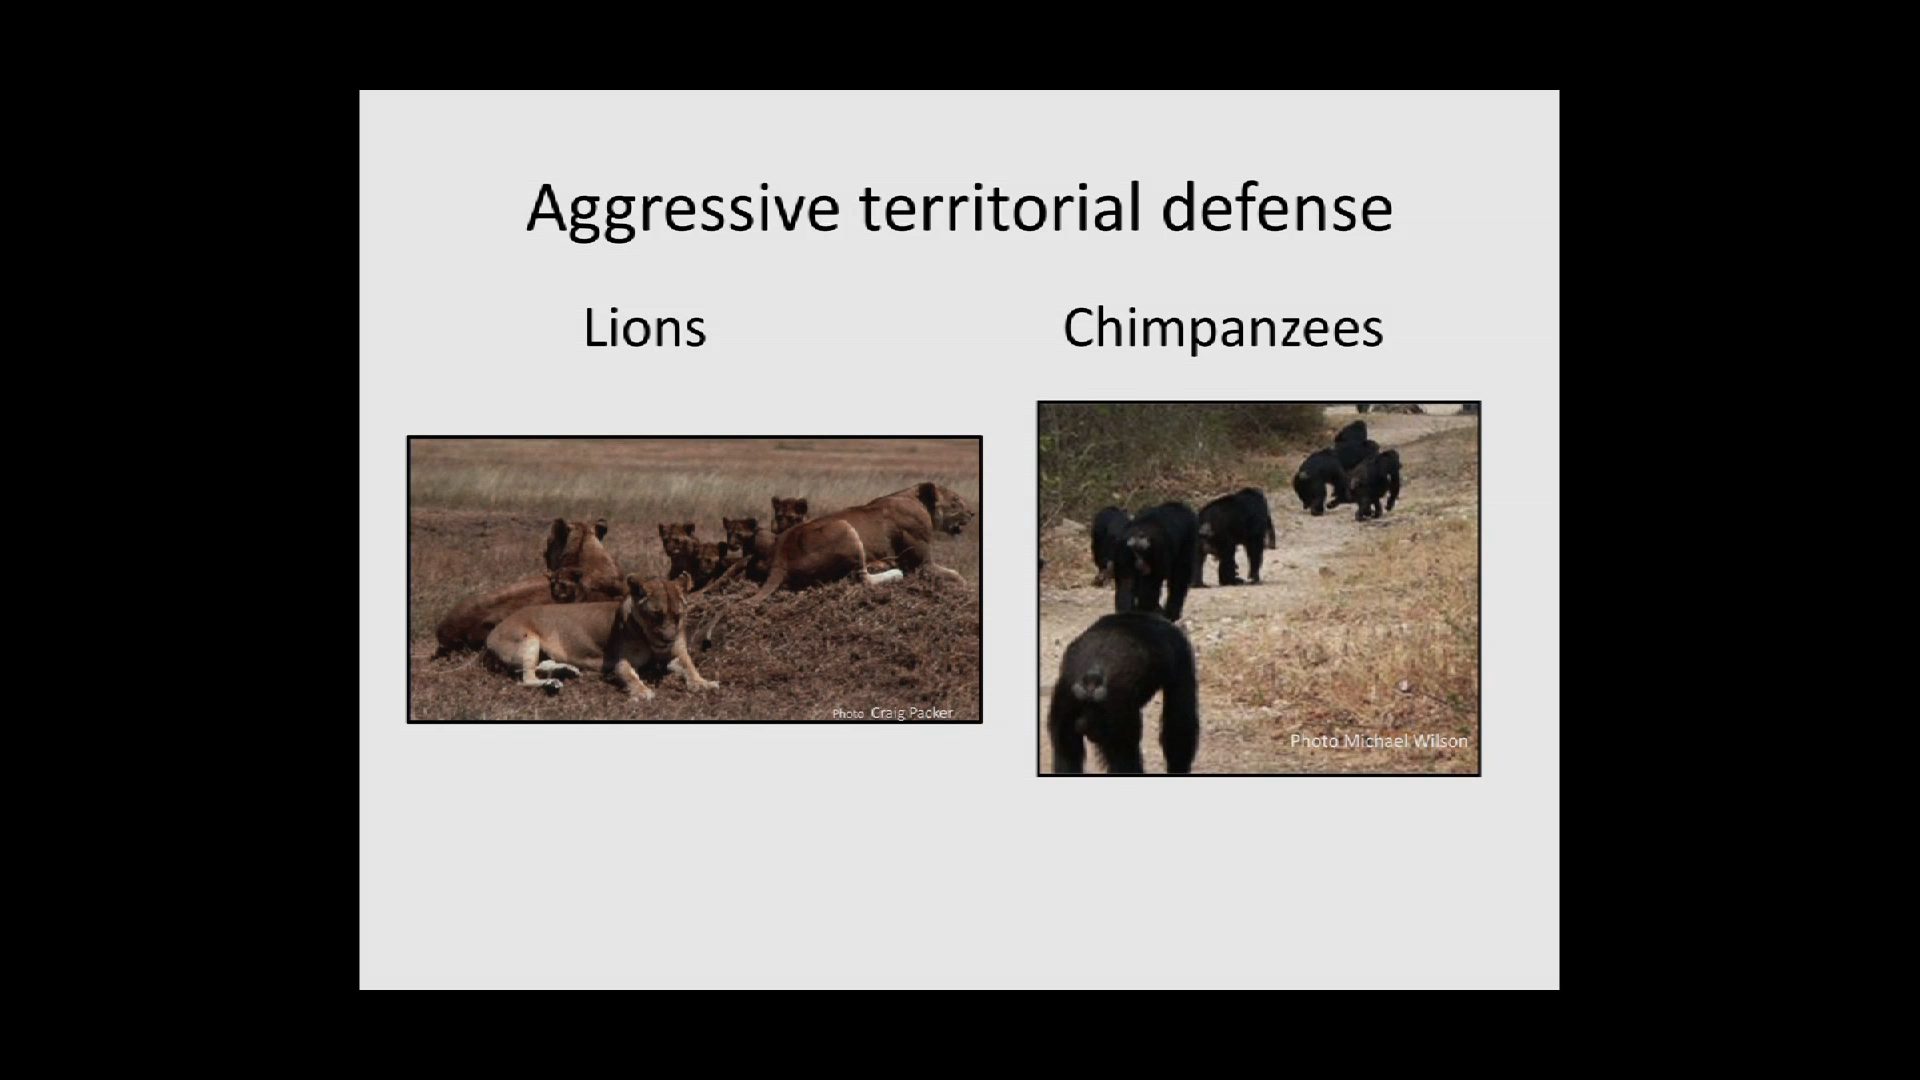 Aggressive territorial defense
Lions
Chimpanzees
Photo Craig Packer
Photo Michael Wilson